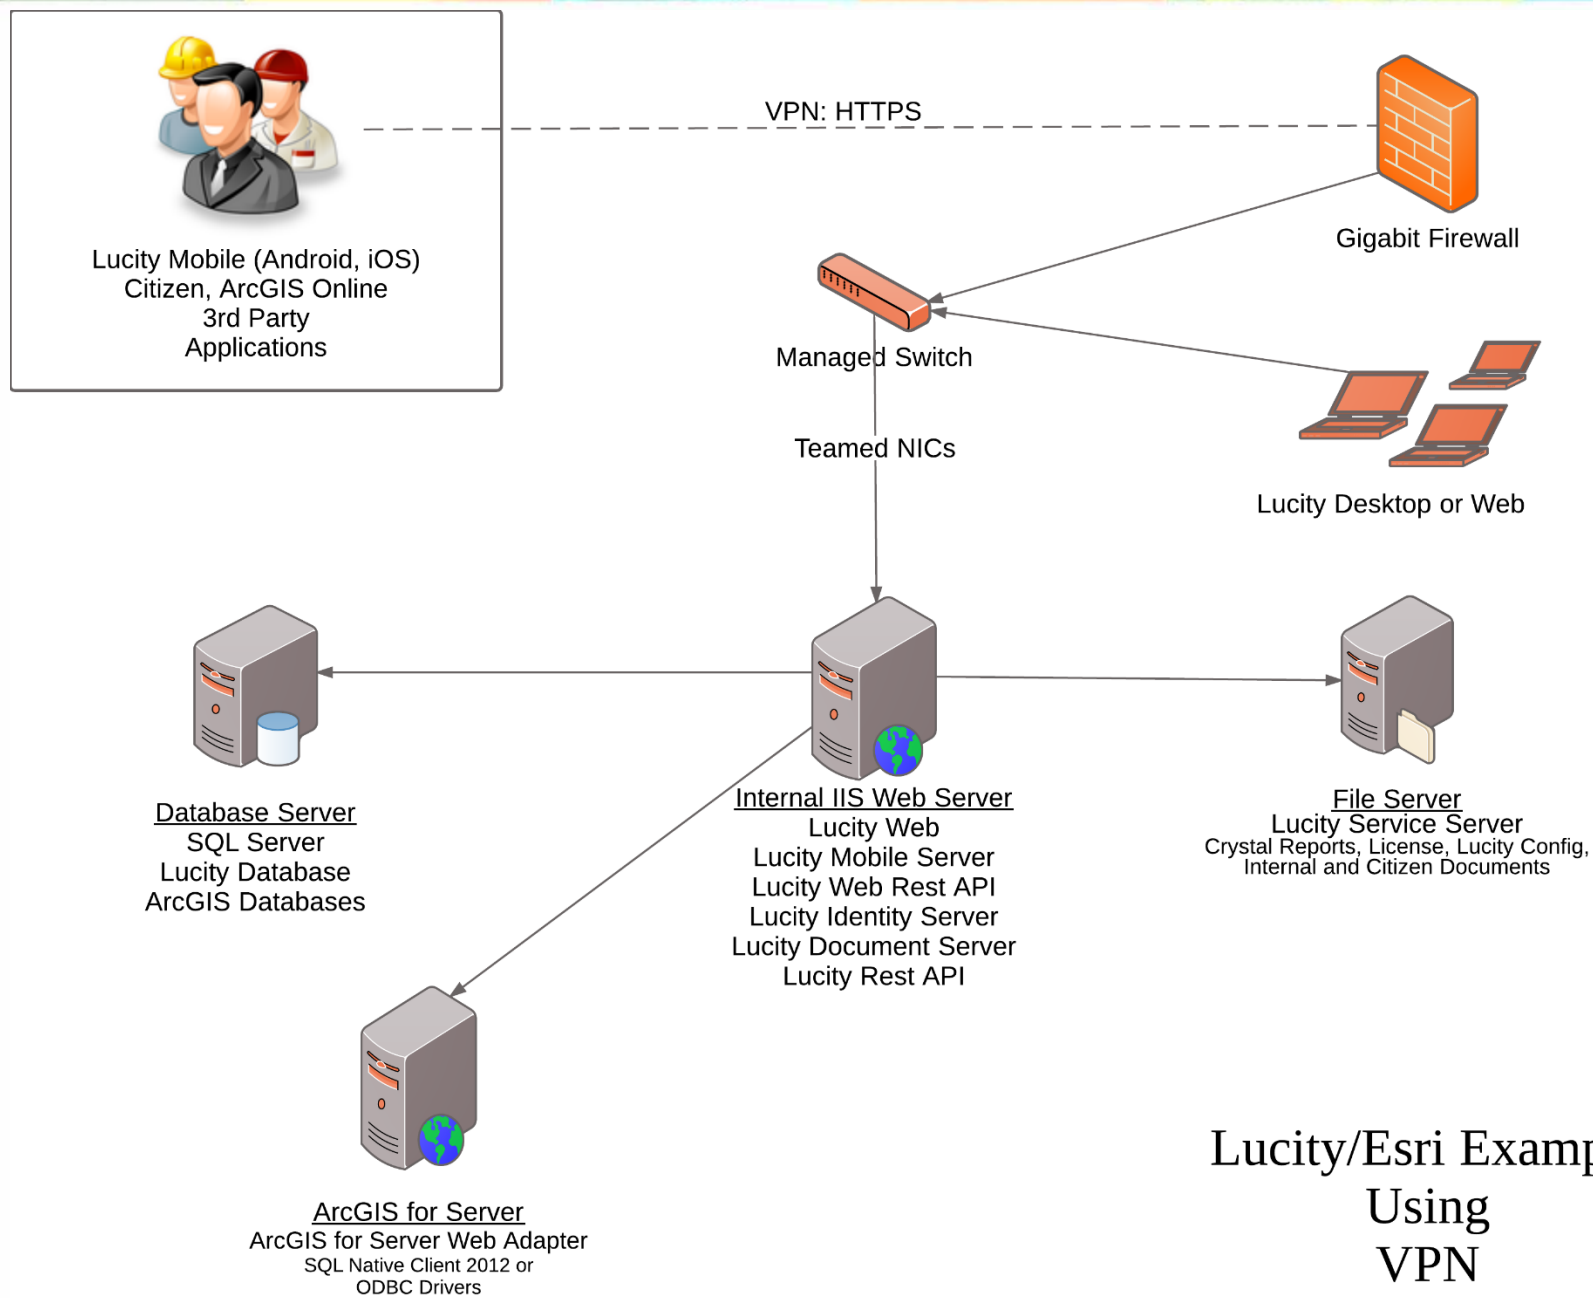 VPN: HTTPS
Gigabit Firewall
Lucity Mobile (Android, iOS)
Citizen, ArcGIS Online
3rd Party
Applications
Managed Switch
Teamed NICs
Lucity Desktop or Web
Database Server
SQL Server
Lucity Database
ArcGIS Databases
Internal IIS Web Server
Lucity Web
Lucity Mobile Server
Lucity Web Rest API
Lucity Identity Server
Lucity Document Server
Lucity Rest API
File Server
Lucity Service Server
Crystal Reports, License, Lucity Config,
Internal and Citizen Documents
ArcGIS for Server
ArcGIS for Server Web Adapter
SQL Native Client 2012 or
ODBC Drivers
Lucity/Esri
Using
VPN